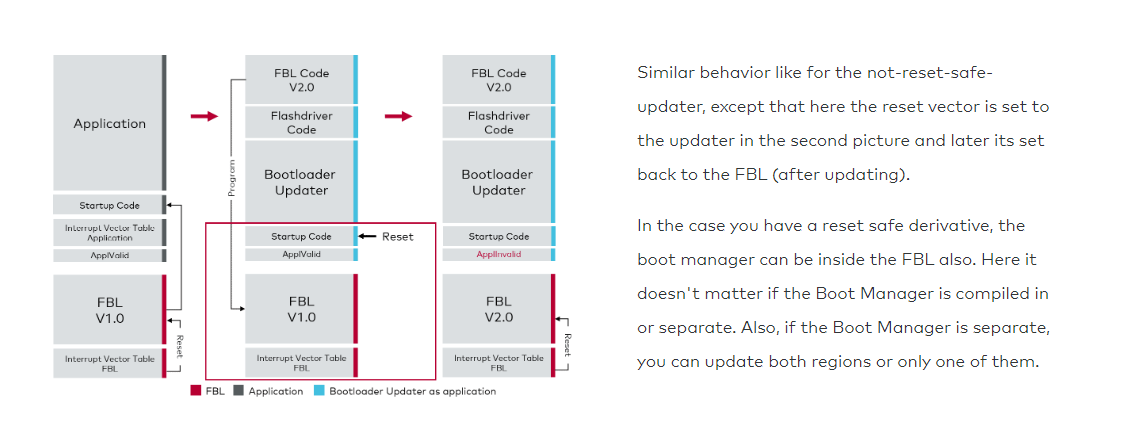 Application
Startup Code
Interrupt Vector Table
Application
ApplValid
FBL
V1.0
Reset
Interrupt Vector Table
FBL
Program
FBL Code
V2.0
Flashdriver
Code
Bootloader
Updater
Startup Code
Reset
ApplValid
FBL
V1.0
Interrupt Vector Table
FBL
FBL Code
V2.0
Flashdriver
Code
Bootloader
Updater
Startup Code
ApplInvalid
FBL
V2.0
Reset
Interrupt Vector Table
FBL
FBL
Application
Bootloader Updater as application
Similar behavior like for the not-reset-safe-
updater, except that here the reset vector is set to
the updater in the second picture and later its set
back to the FBL (after updating).
In the case you have a reset safe derivative, the
boot manager can be inside the FBL also. Here it
doesn't matter if the Boot Manager is compiled in
or separate. Also, if the Boot Manager is separate,
you can update both regions or only one of them.